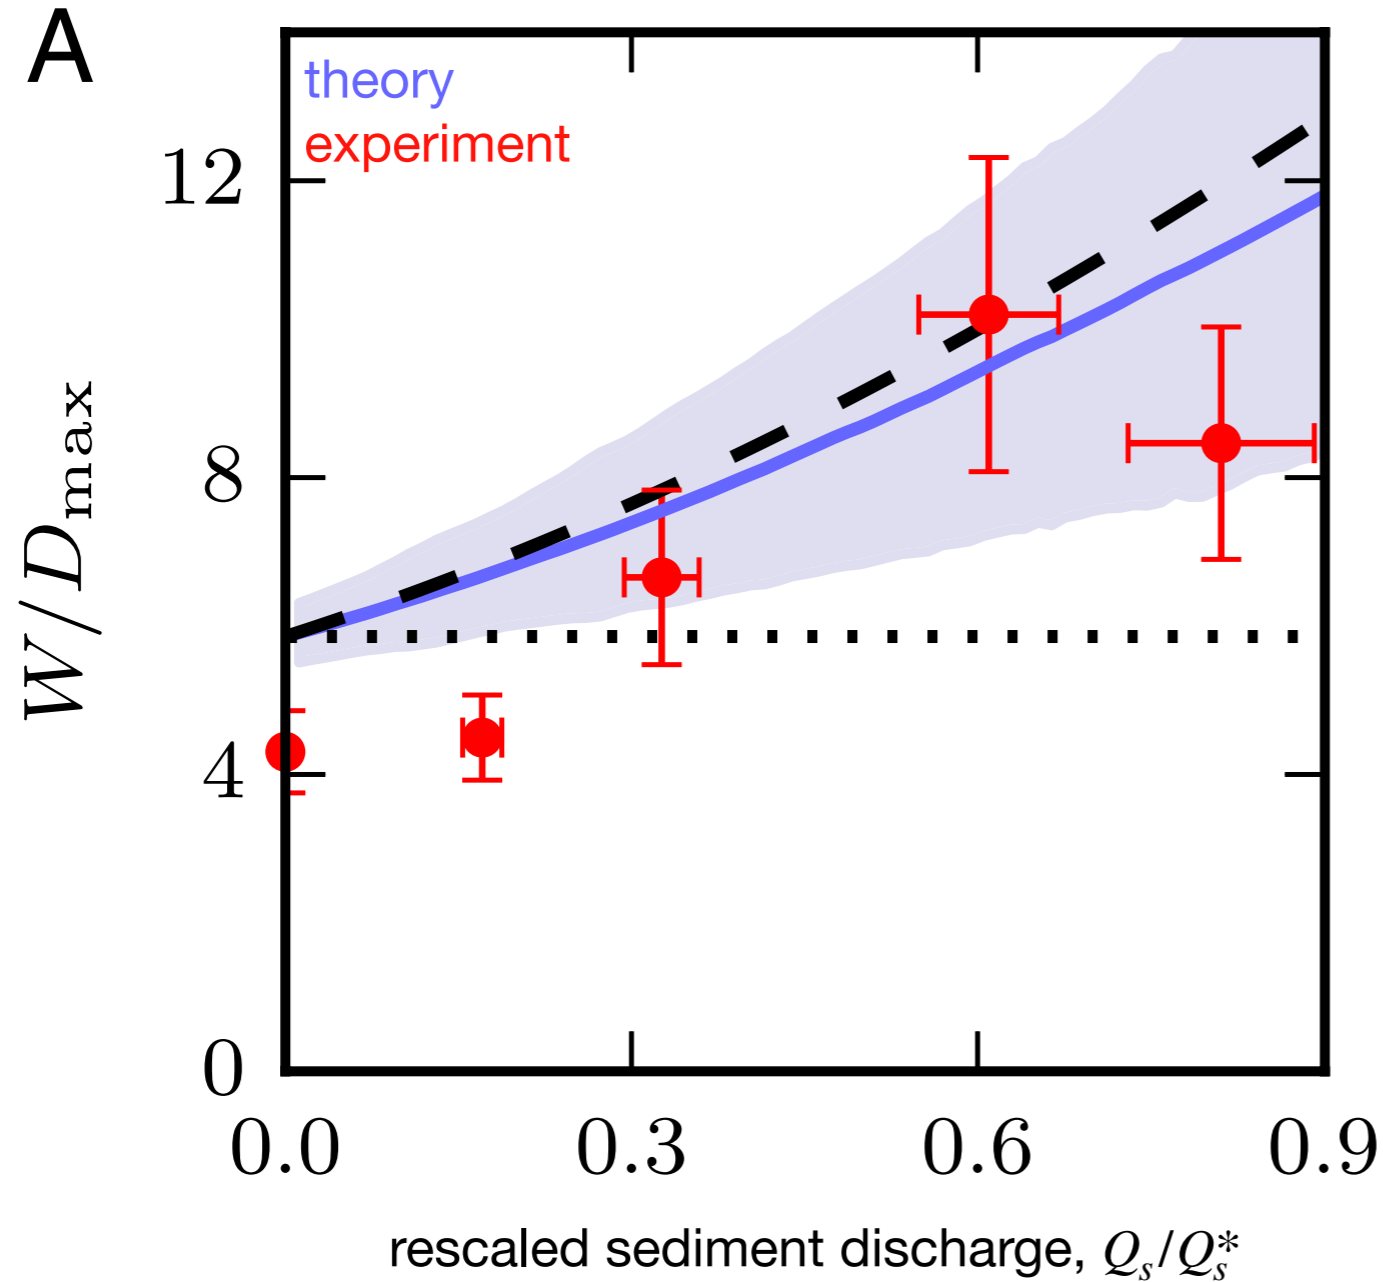 A
theory
experiment
12
8
4
0
W/D_max
0.0 0.3 0.6 0.9
rescaled sediment discharge, Q_s/Q_s^*